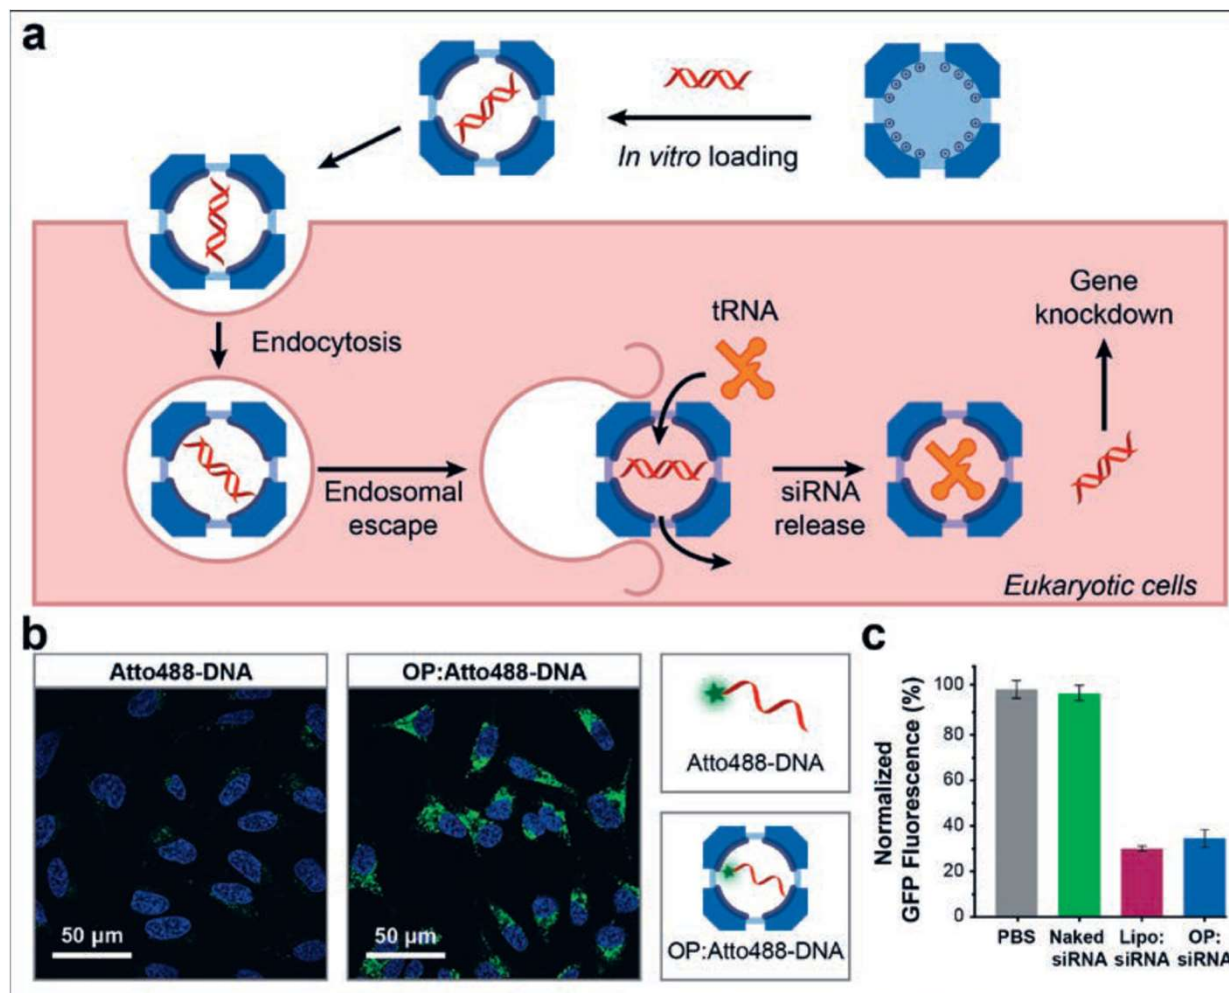 a
In vitro loading
Endocytosis
Endosomal
escape
tRNA
siRNA
release
Gene
knockdown
Eukaryotic cells
b
Atto488-DNA
50 µm
OP:Atto488-DNA
50 µm
Atto488-DNA
OP:Atto488-DNA
c
Normalized
GFP Fluorescence (%)
100
80
60
40
20
0
PBS
Naked
siRNA
Lipo:
siRNA
OP:
siRNA